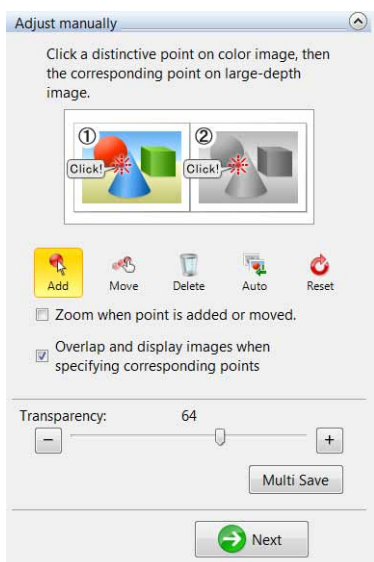 Adjust manually
Click a distinctive point on color image, then
the corresponding point on large-depth
image.
① ②
Click! Click!
Add Move Delete Auto Reset
Zoom when point is added or moved.
Overlap and display images when
specifying corresponding points
Transparency: 64
− +
Multi Save
Next